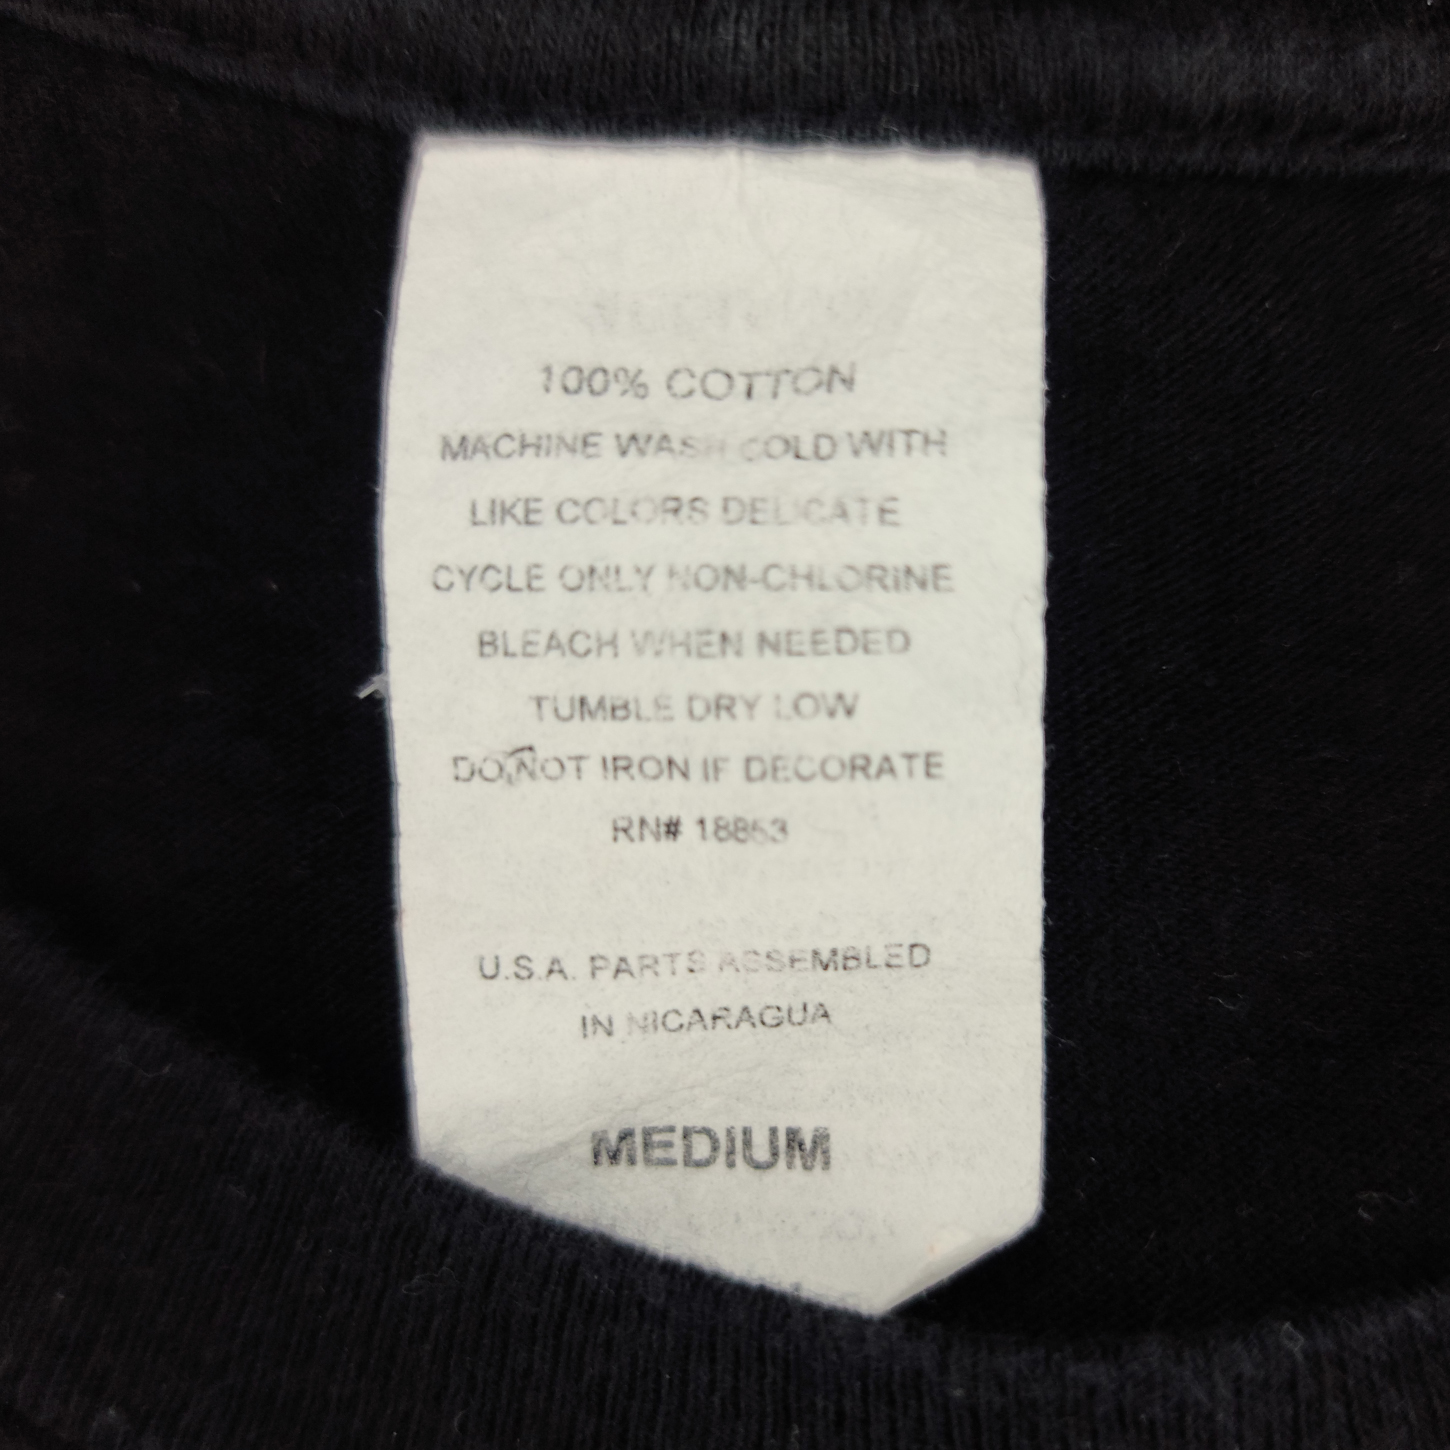 100% COTTON
MACHINE WASH COLD WITH
LIKE COLORS DELICATE
CYCLE ONLY NON-CHLORINE
BLEACH WHEN NEEDED
TUMBLE DRY LOW
DO NOT IRON IF DECORATE
RN#
U.S.A. PARTS ASSEMBLED
IN NICARAGUA
MEDIUM